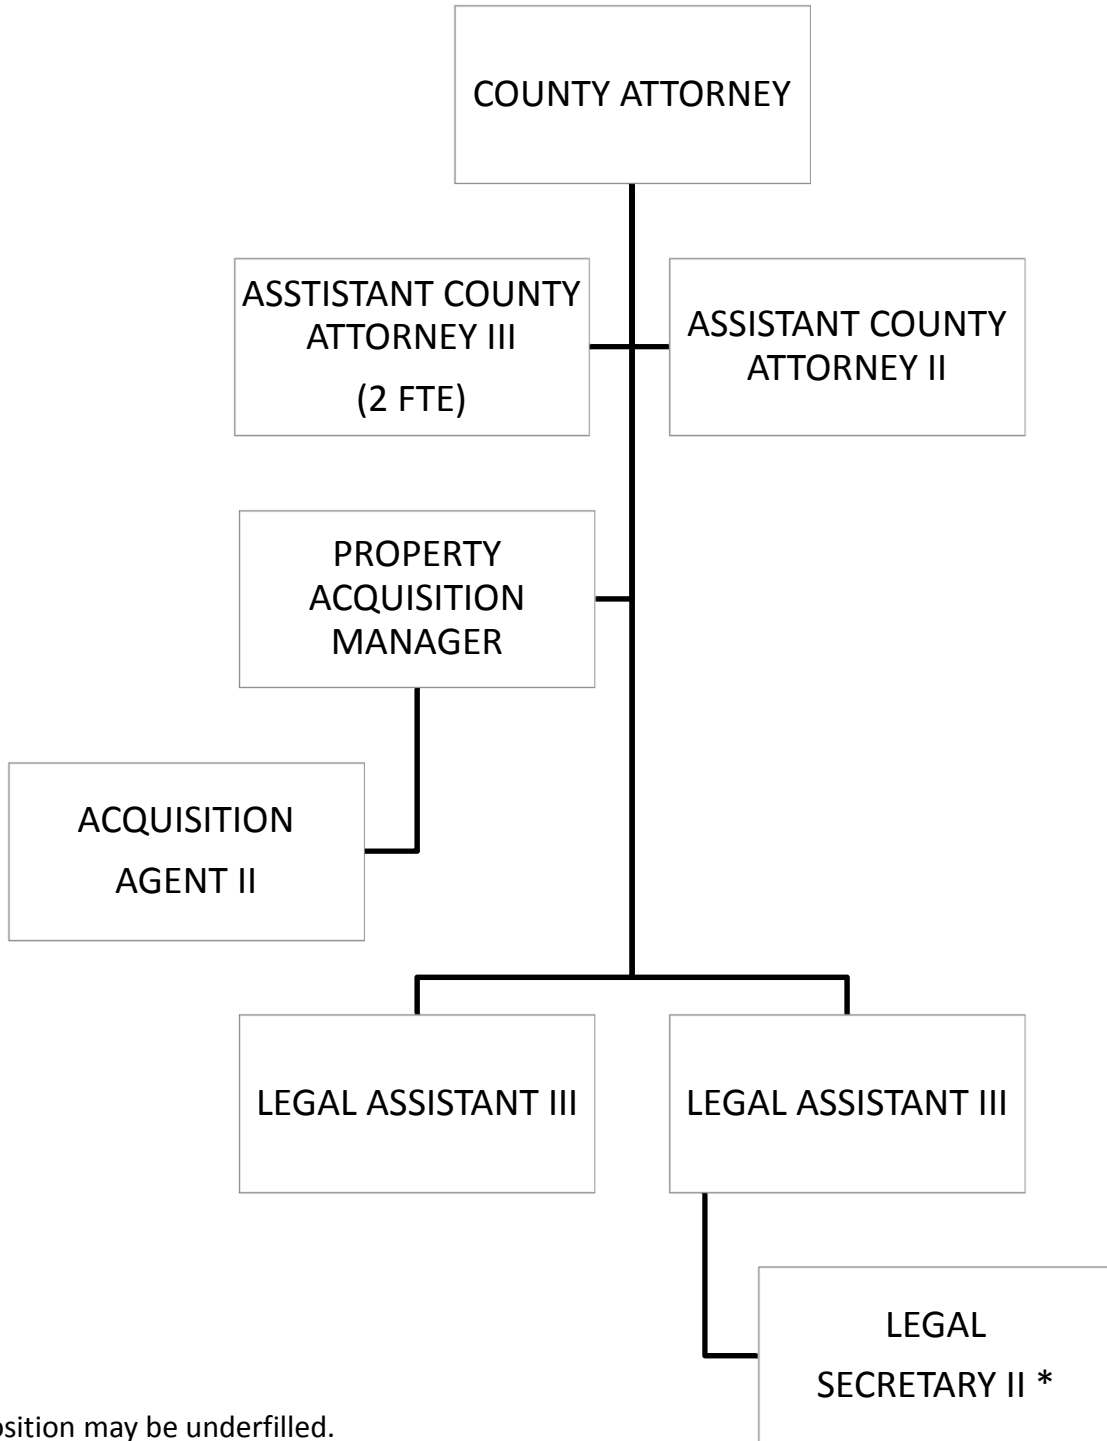 COUNTY ATTORNEY
ASSTISTANT COUNTY
ATTORNEY III
(2 FTE)
ASSISTANT COUNTY
ATTORNEY II
PROPERTY
ACQUISITION
MANAGER
ACQUISITION
AGENT II
LEGAL ASSISTANT III
LEGAL ASSISTANT III
LEGAL
SECRETARY II *
may be underfilled.